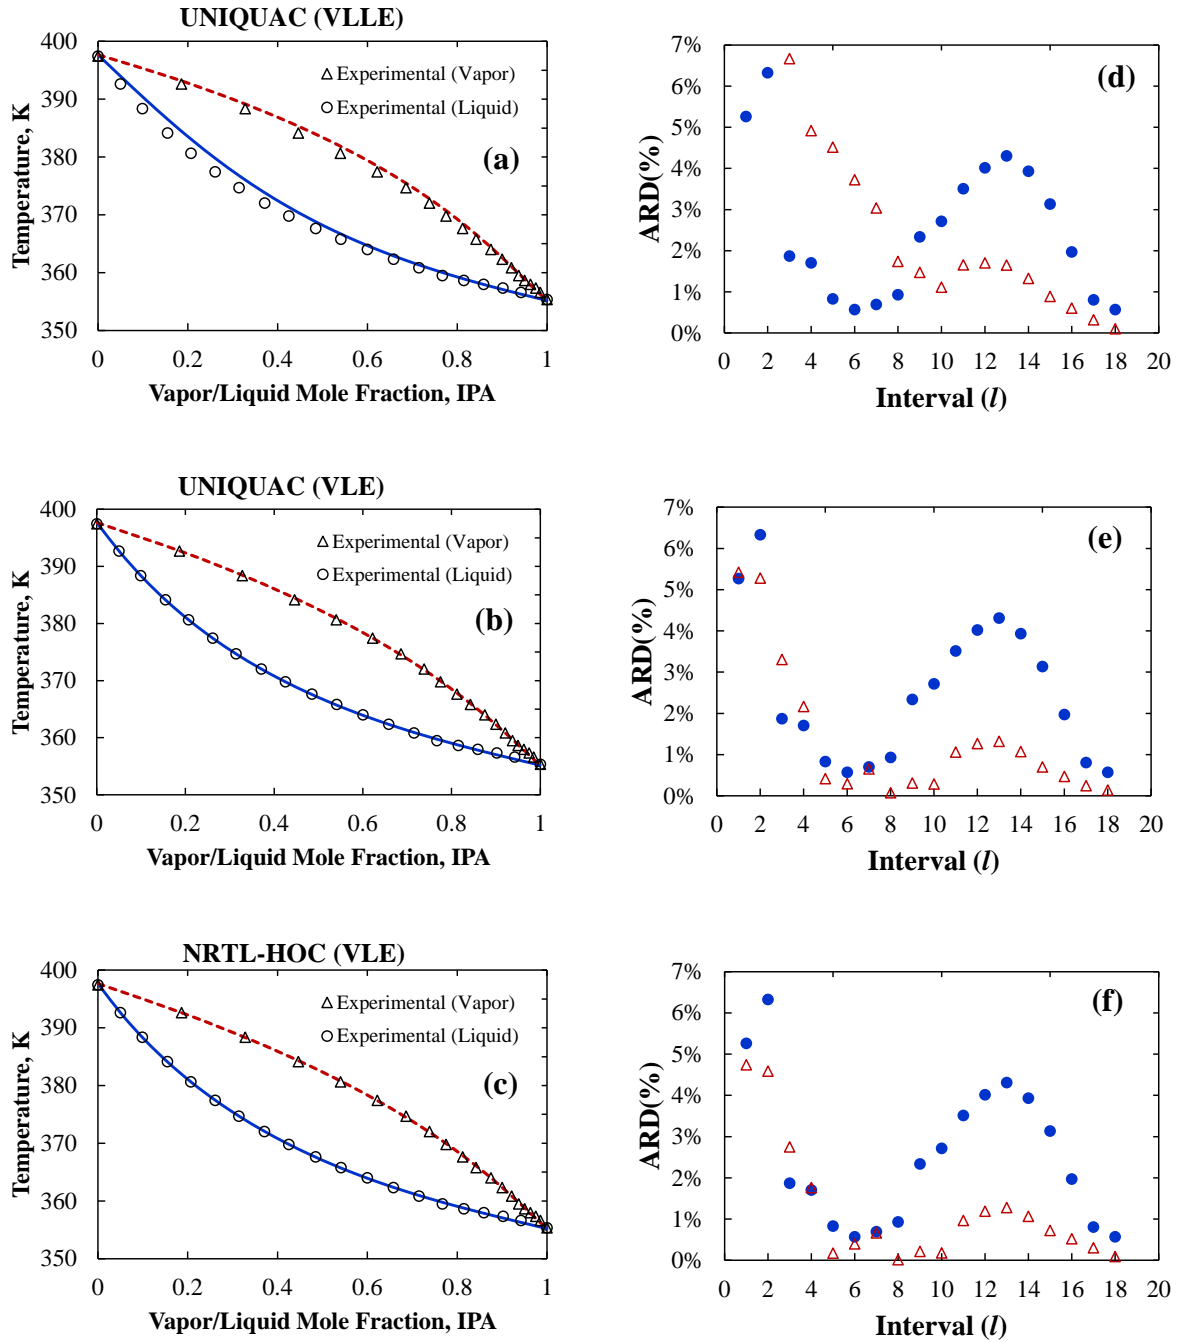 UNIQUAC (VLLE)
400
390
380
370
360
350
Temperature, K
Experimental (Vapor)
Experimental (Liquid)
(a)
0 0.2 0.4 0.6 0.8 1
Vapor/Liquid Mole Fraction, IPA
7%
6%
5%
4%
3%
2%
1%
0%
ARD(%)
(d)
0 2 4 6 8 10 12 14 16 18 20
Interval (l)
UNIQUAC (VLE)
400
390
380
370
360
350
Temperature, K
Experimental (Vapor)
Experimental (Liquid)
(b)
0 0.2 0.4 0.6 0.8 1
Vapor/Liquid Mole Fraction, IPA
7%
6%
5%
4%
3%
2%
1%
0%
ARD(%)
(e)
0 2 4 6 8 10 12 14 16 18 20
Interval (l)
NRTL-HOC (VLE)
400
390
380
370
360
350
Temperature, K
Experimental (Vapor)
Experimental (Liquid)
(c)
0 0.2 0.4 0.6 0.8 1
Vapor/Liquid Mole Fraction, IPA
7%
6%
5%
4%
3%
2%
1%
0%
ARD(%)
(f)
0 2 4 6 8 10 12 14 16 18 20
Interval (l)